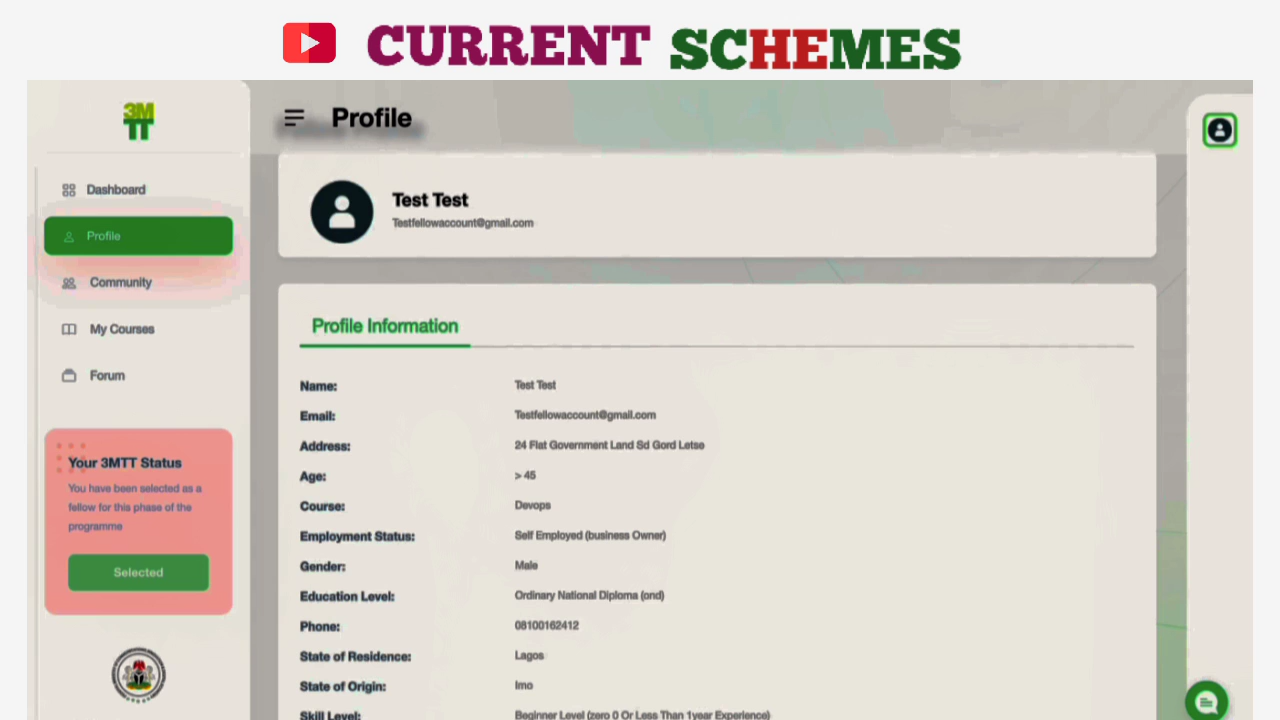 CURRENT SCHEMES
3M
TT
Profile
Dashboard
Profile
Community
My Courses
Forum
Your 3MTT Status
You have been selected as a
fellow for this phase of the
programme
Selected
Test Test
Testfellowaccount@gmail.com
Profile Information
Name: Test Test
Email: Testfellowaccount@gmail.com
Address: 24 Flat Government Land Sd Gord Letse
Age: > 45
Course: Devops
Employment Status: Self Employed (business Owner)
Gender: Male
Education Level: Ordinary National Diploma (ond)
Phone: 08100162412
State of Residence: Lagos
State of Origin: Imo
Skill Level: Beginner Level (zero 0 Or Less Than 1year Experience)